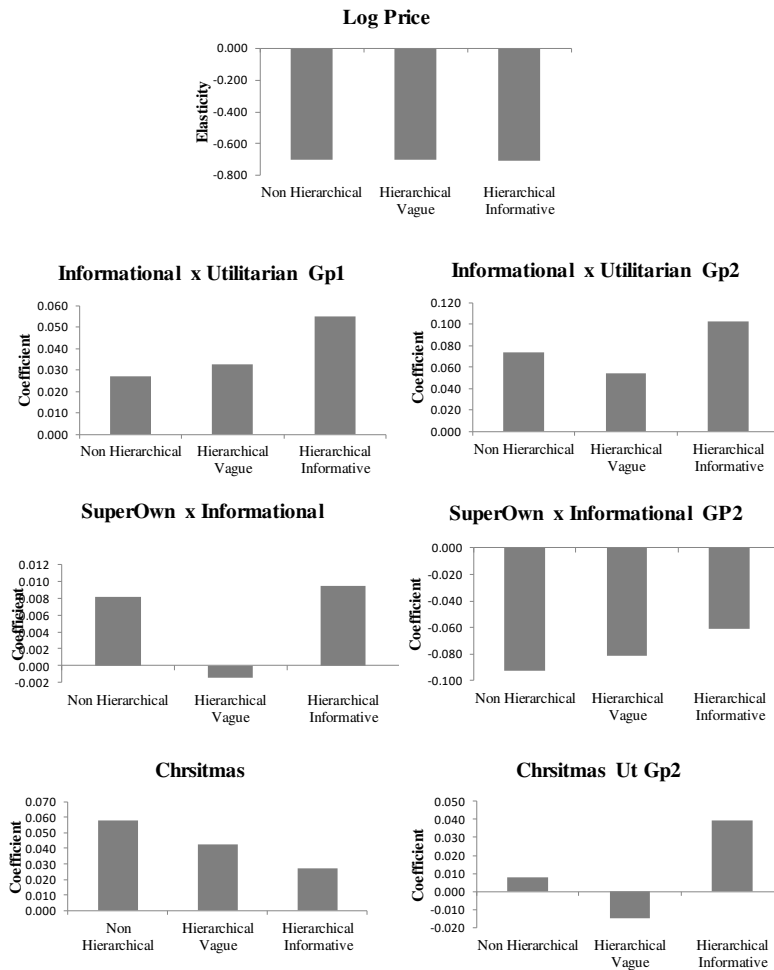 Log Price
0.000
-0.200
-0.400
-0.600
-0.800
Elasticity
Non Hierarchical
Hierarchical
Vague
Hierarchical
Informative
Informational x Utilitarian Gp1
0.060
0.050
0.040
0.030
0.020
0.010
0.000
Coefficient
Non Hierarchical
Hierarchical
Vague
Hierarchical
Informative
Informational x Utilitarian Gp2
0.120
0.100
0.080
0.060
0.040
0.020
0.000
Coefficient
Non Hierarchical
Hierarchical
Vague
Hierarchical
Informative
SuperOwn x Informational
0.012
0.010
0.008
0.006
0.004
0.002
0.000
-0.002
Coefficient
Non Hierarchical
Hierarchical
Vague
Hierarchical
Informative
SuperOwn x Informational GP2
0.000
-0.020
-0.040
-0.060
-0.080
-0.100
Coefficient
Non Hierarchical
Hierarchical
Vague
Hierarchical
Informative
Chrsitmas
0.070
0.060
0.050
0.040
0.030
0.020
0.010
0.000
Coefficient
Non
Hierarchical
Hierarchical
Vague
Hierarchical
Informative
Chrsitmas Ut Gp2
0.050
0.040
0.030
0.020
0.010
0.000
-0.010
-0.020
Coefficient
Non Hierarchical
Hierarchical
Vague
Hierarchical
Informative